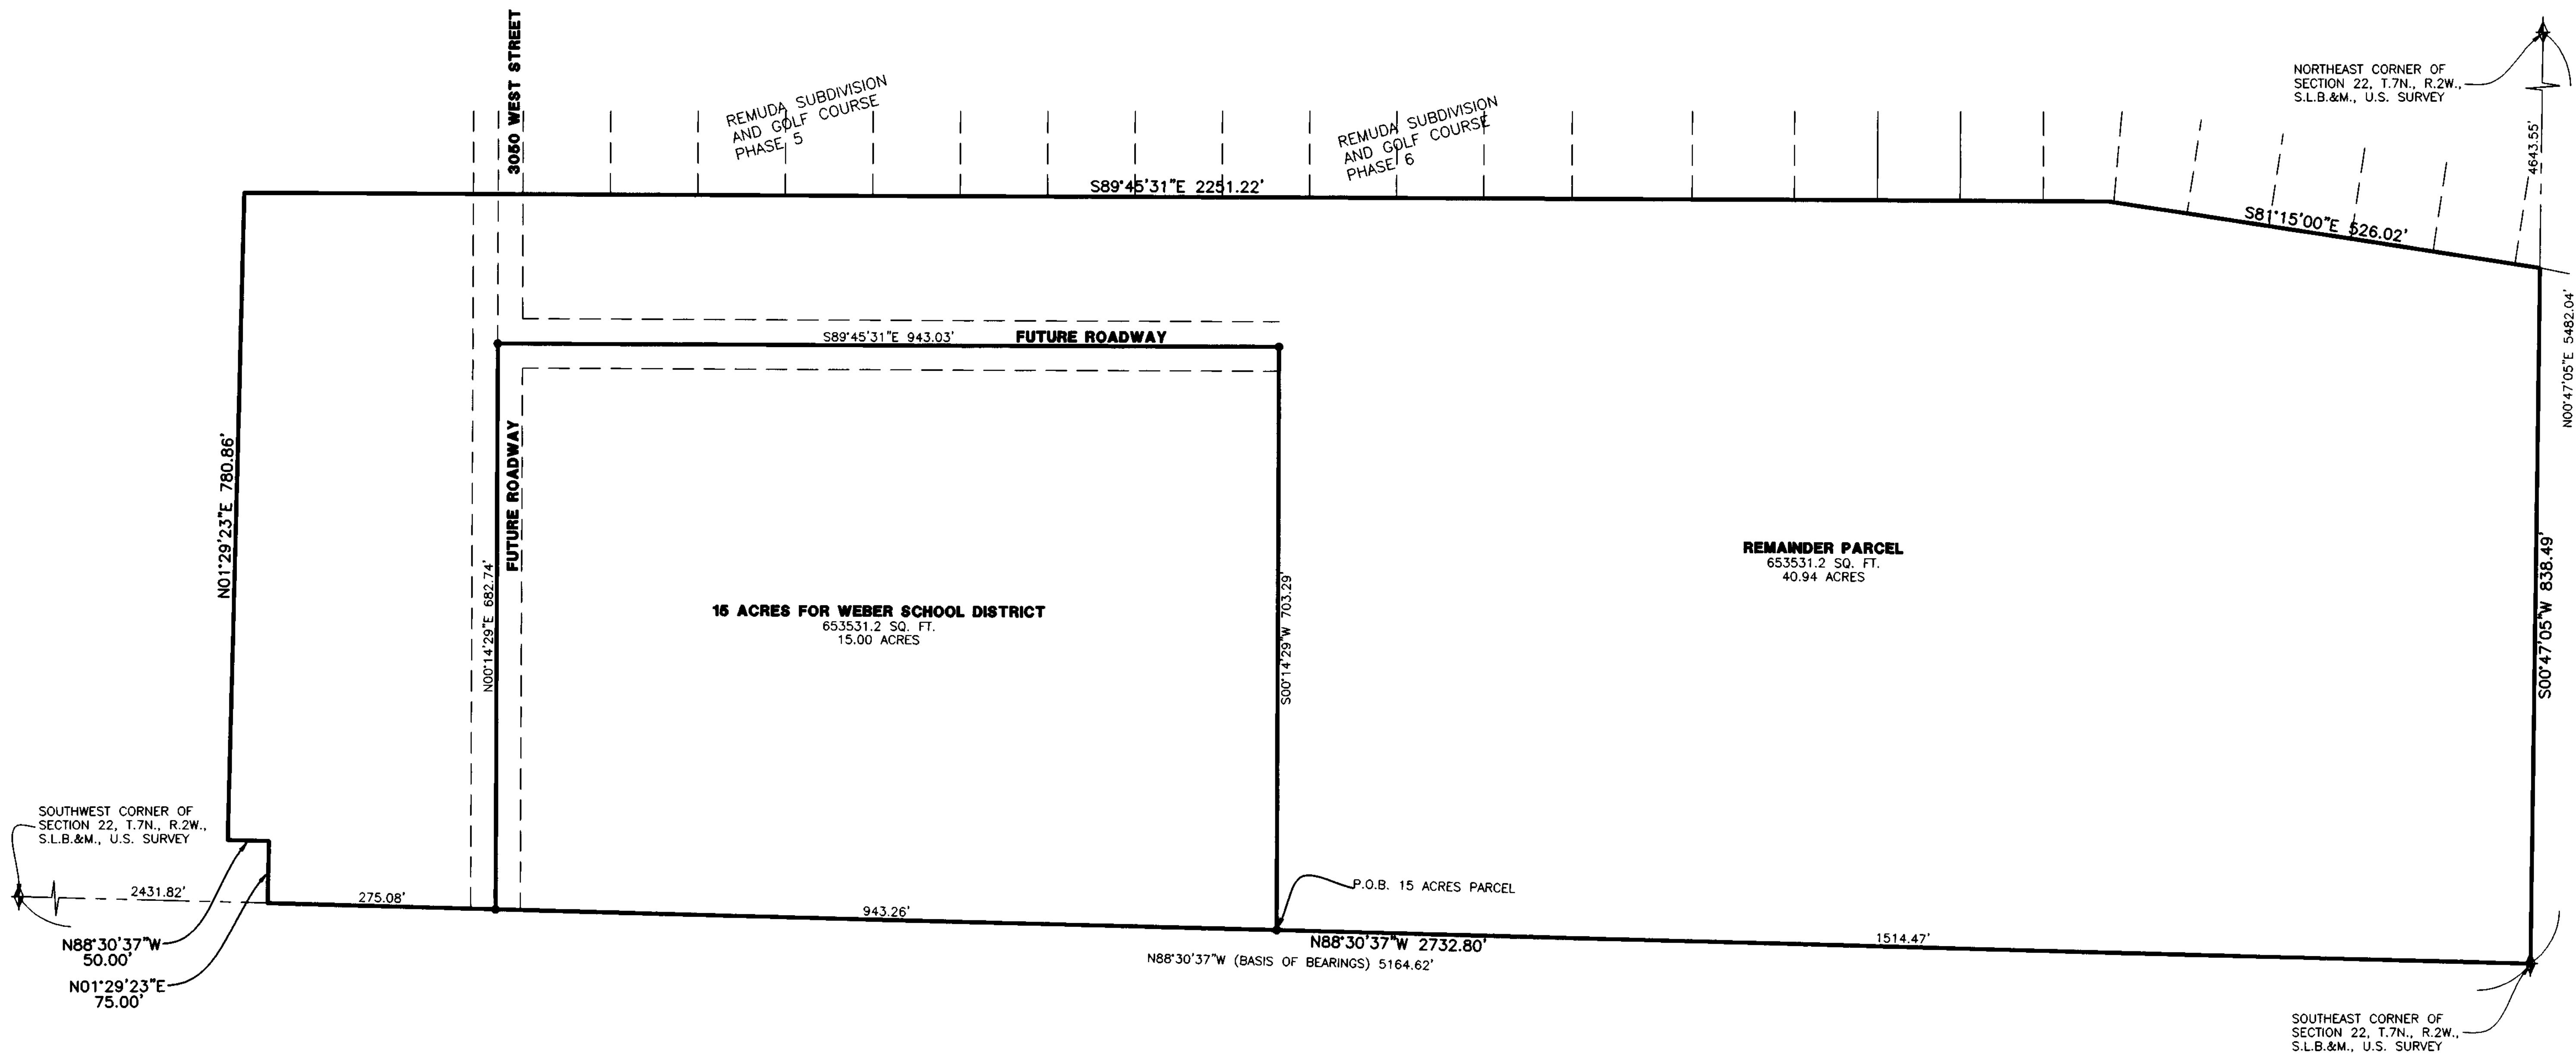 3050 WEST STREET
REMUDA SUBDIVISION
AND GOLF COURSE
PHASE 5
REMUDA SUBDIVISION
AND GOLF COURSE
PHASE 6
NORTHEAST CORNER OF
SECTION 22, T.7N., R.2W.,
S.L.B.&M., U.S. SURVEY
4643.55'
S89°45'31"E 2251.22'
S81°15'00"E 526.02'
N00°47'05"E 5482.04'
S89°45'31"E 943.03'
FUTURE ROADWAY
N01°29'23"E 780.86'
FUTURE ROADWAY
N00°14'29"E 682.74'
15 ACRES FOR WEBER SCHOOL DISTRICT
653531.2 SQ. FT.
15.00 ACRES
S00°14'29"W 703.29'
REMAINDER PARCEL
653531.2 SQ. FT.
40.94 ACRES
S00°47'05"W 838.49'
SOUTHWEST CORNER OF
SECTION 22, T.7N., R.2W.,
S.L.B.&M., U.S. SURVEY
2431.82'
275.08'
943.26'
P.O.B. 15 ACRES PARCEL
N88°30'37"W
50.00'
N01°29'23"E
75.00'
N88°30'37"W 2732.80'
1514.47'
N88°30'37"W (BASIS OF BEARINGS) 5164.62'
SOUTHEAST CORNER OF
SECTION 22, T.7N., R.2W.,
S.L.B.&M., U.S. SURVEY